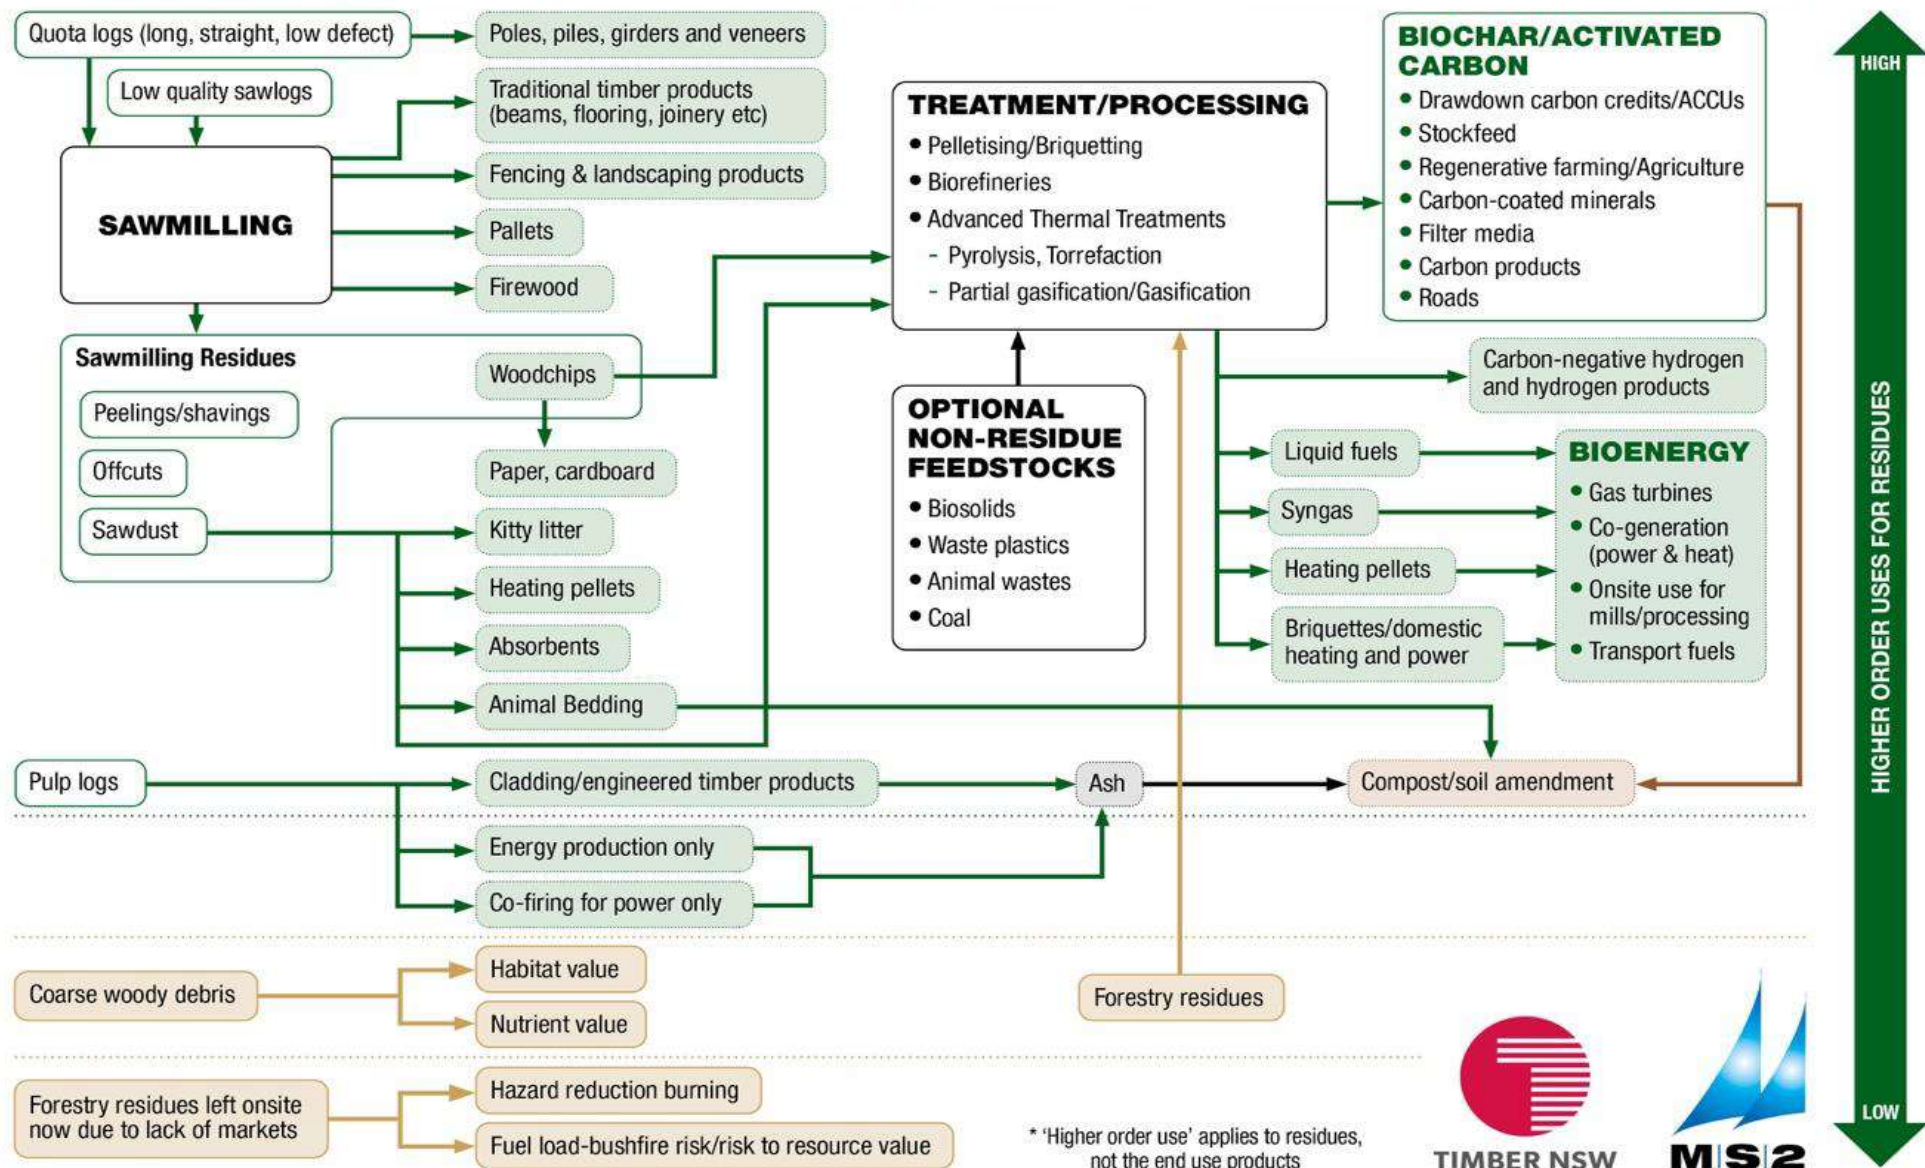 Quota logs (long, straight, low defect)
Low quality sawlogs
SAWMILLING
Poles, piles, girders and veneers
Traditional timber products
(beams, flooring, joinery etc)
Fencing & landscaping products
Pallets
Firewood
Sawmilling Residues
Peelings/shavings
Offcuts
Sawdust
Woodchips
Paper, cardboard
Kitty litter
Heating pellets
Absorbents
Animal Bedding
TREATMENT/PROCESSING
• Pelletising/Briquetting
• Biorefineries
• Advanced Thermal Treatments
- Pyrolysis, Torrefaction
- Partial gasification/Gasification
OPTIONAL
NON-RESIDUE
FEEDSTOCKS
• Biosolids
• Waste plastics
• Animal wastes
• Coal
BIOCHAR/ACTIVATED
CARBON
• Drawdown carbon credits/ACCUs
• Stockfeed
• Regenerative farming/Agriculture
• Carbon-coated minerals
• Filter media
• Carbon products
• Roads
Carbon-negative hydrogen
and hydrogen products
Liquid fuels
Syngas
Heating pellets
Briquettes/domestic
heating and power
BIOENERGY
• Gas turbines
• Co-generation
(power & heat)
• Onsite use for
mills/processing
• Transport fuels
Pulp logs
Cladding/engineered timber products
Ash
Compost/soil amendment
Energy production only
Co-firing for power only
Coarse woody debris
Habitat value
Nutrient value
Forestry residues
Forestry residues left onsite
now due to lack of markets
Hazard reduction burning
Fuel load-bushfire risk/risk to resource value
* 'Higher order use' applies to residues,
not the end use products
TIMBER NSW
M|S|2
HIGH
HIGHER ORDER USES FOR RESIDUES
LOW